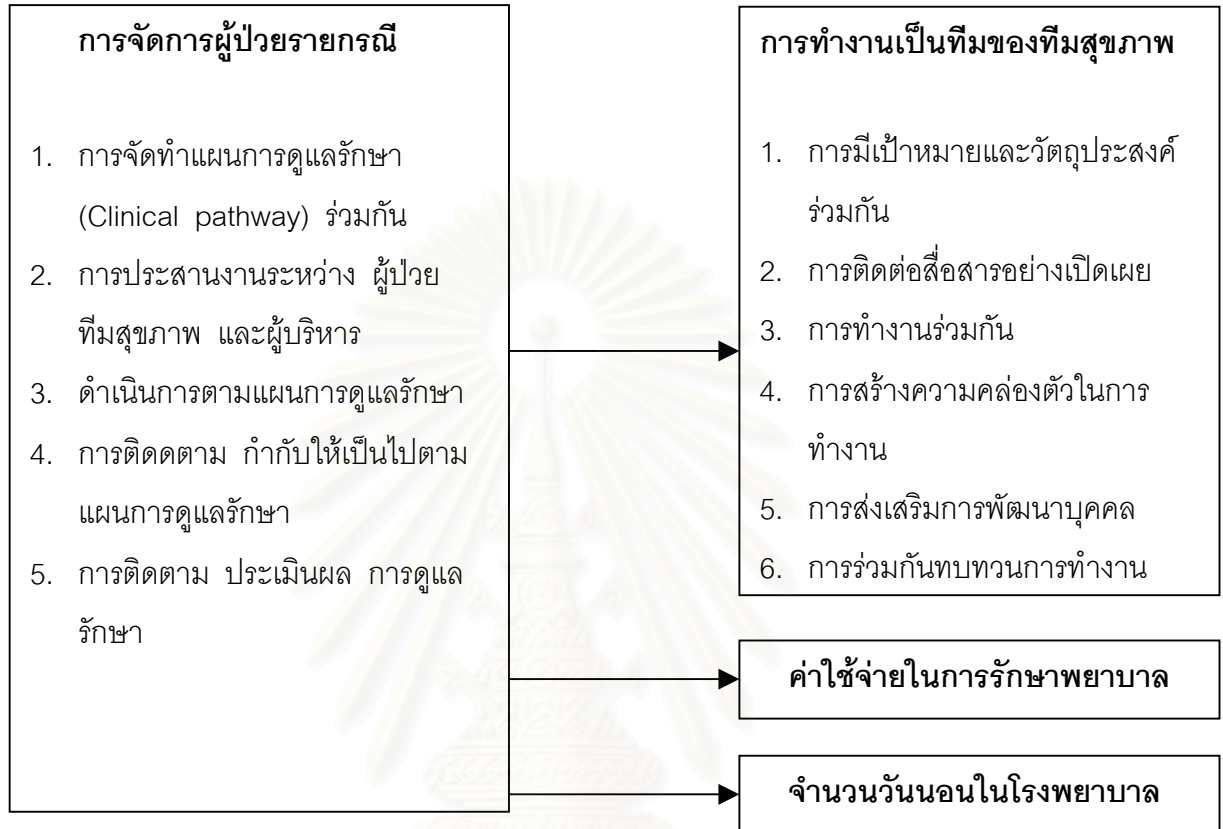 การจัดการผู้ป่วยรายกรณี
1. การจัดทำแผนการดูแลรักษา
(Clinical pathway) ร่วมกัน
2. การประสานงานระหว่าง ผู้ป่วย
ทีมสุขภาพ และผู้บริหาร
3. ดำเนินการตามแผนการดูแลรักษา
4. การติดดตาม กำกับให้เป็นไปตาม
แผนการดูแลรักษา
5. การติดตาม ประเมินผล การดูแล
รักษา
การทำงานเป็นทีมของทีมสุขภาพ
1. การมีเป้าหมายและวัตถุประสงค์
ร่วมกัน
2. การติดต่อสื่อสารอย่างเปิดเผย
3. การทำงานร่วมกัน
4. การสร้างความคล่องตัวในการ
ทำงาน
5. การส่งเสริมการพัฒนาบุคคล
6. การร่วมกันทบทวนการทำงาน
ค่าใช้จ่ายในการรักษาพยาบาล
จำนวนวันนอนในโรงพยาบาล